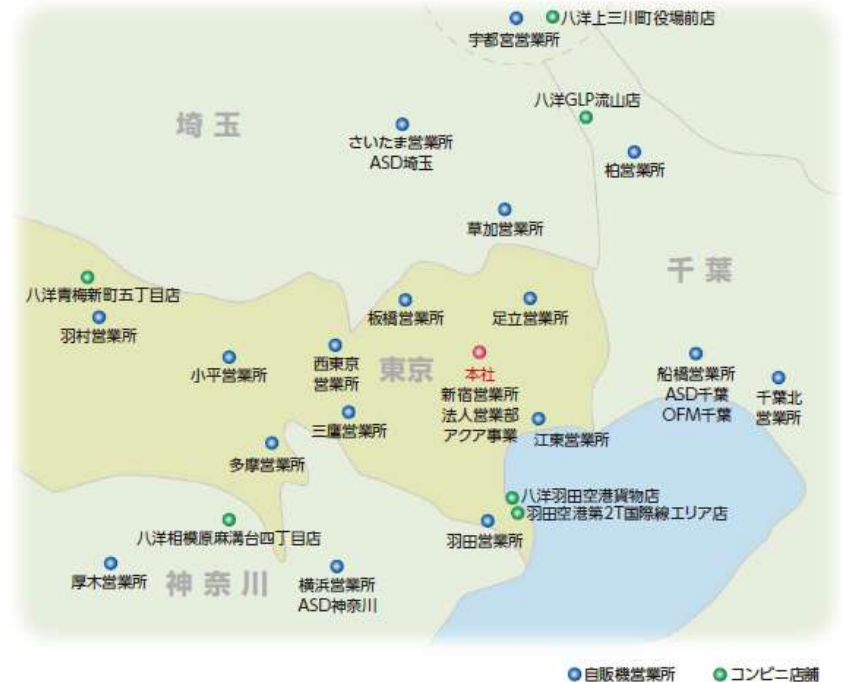 八洋上三川町役場前店
宇都宮営業所
八洋GLP流山店
埼玉
さいたま営業所
ASD埼玉
柏営業所
草加営業所
千葉
八洋青梅新町五丁目店
羽村営業所
板橋営業所
足立営業所
小平営業所
西東京
営業所
東京
本社
新宿営業所
法人営業部
アクア事業
船橋営業所
ASD千葉
OFM千葉
千葉北
営業所
三鷹営業所
江東営業所
多摩営業所
八洋羽田空港貨物店
羽田空港第2T国際線エリア店
八洋相模原麻溝台四丁目店
羽田営業所
厚木営業所
神奈川
横浜営業所
ASD神奈川
自販機営業所
コンビニ店舗